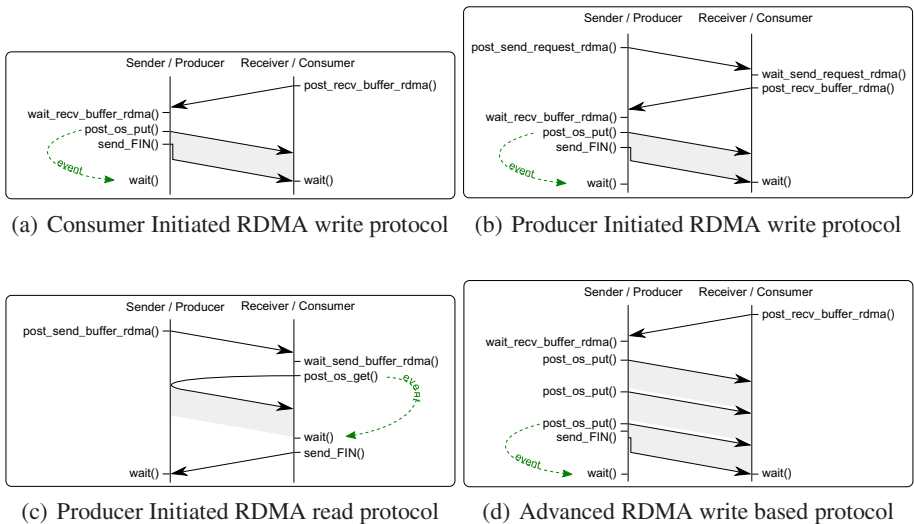 Sender / Producer Receiver / Consumer
post_recv_buffer_rdma()
wait_recv_buffer_rdma()
post_os_put()
send_FIN()
event
wait() wait()
(a) Consumer Initiated RDMA write protocol
Sender / Producer Receiver / Consumer
post_send_request_rdma()
wait_send_request_rdma()
post_recv_buffer_rdma()
wait_recv_buffer_rdma()
post_os_put()
send_FIN()
event
wait() wait()
(b) Producer Initiated RDMA write protocol
Sender / Producer Receiver / Consumer
post_send_buffer_rdma()
wait_send_buffer_rdma()
post_os_get()
event
wait()
send_FIN()
wait()
(c) Producer Initiated RDMA read protocol
Sender / Producer Receiver / Consumer
post_recv_buffer_rdma()
wait_recv_buffer_rdma()
post_os_put()
post_os_put()
post_os_put()
send_FIN()
event
wait() wait()
(d) Advanced RDMA write based protocol